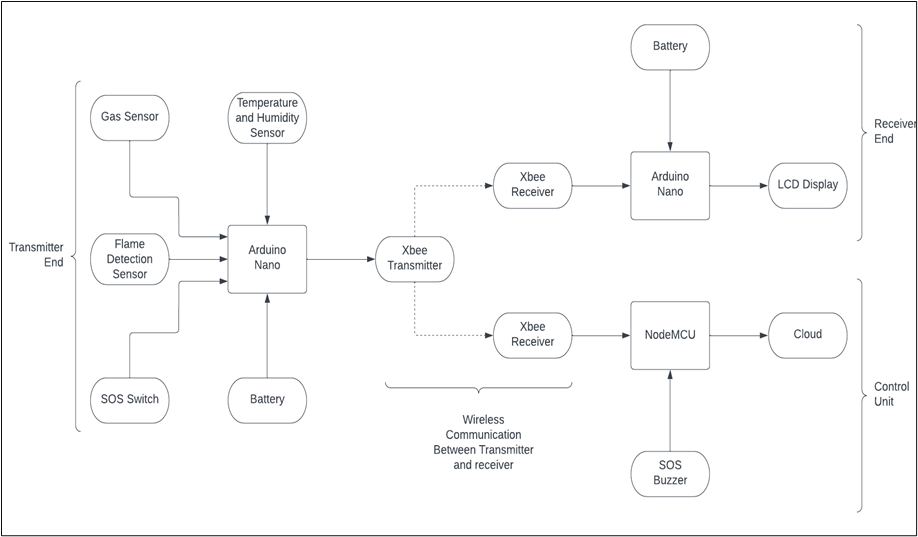 Battery
Gas Sensor
Temperature
and Humidity
Sensor
Receiver
End
Xbee
Receiver
Arduino
Nano
LCD Display
Transmitter
End
Flame
Detection
Sensor
Arduino
Nano
Xbee
Transmitter
Xbee
Receiver
NodeMCU
Cloud
SOS Switch
Battery
Control
Unit
Wireless
Communication
Between Transmitter
and receiver
SOS
Buzzer